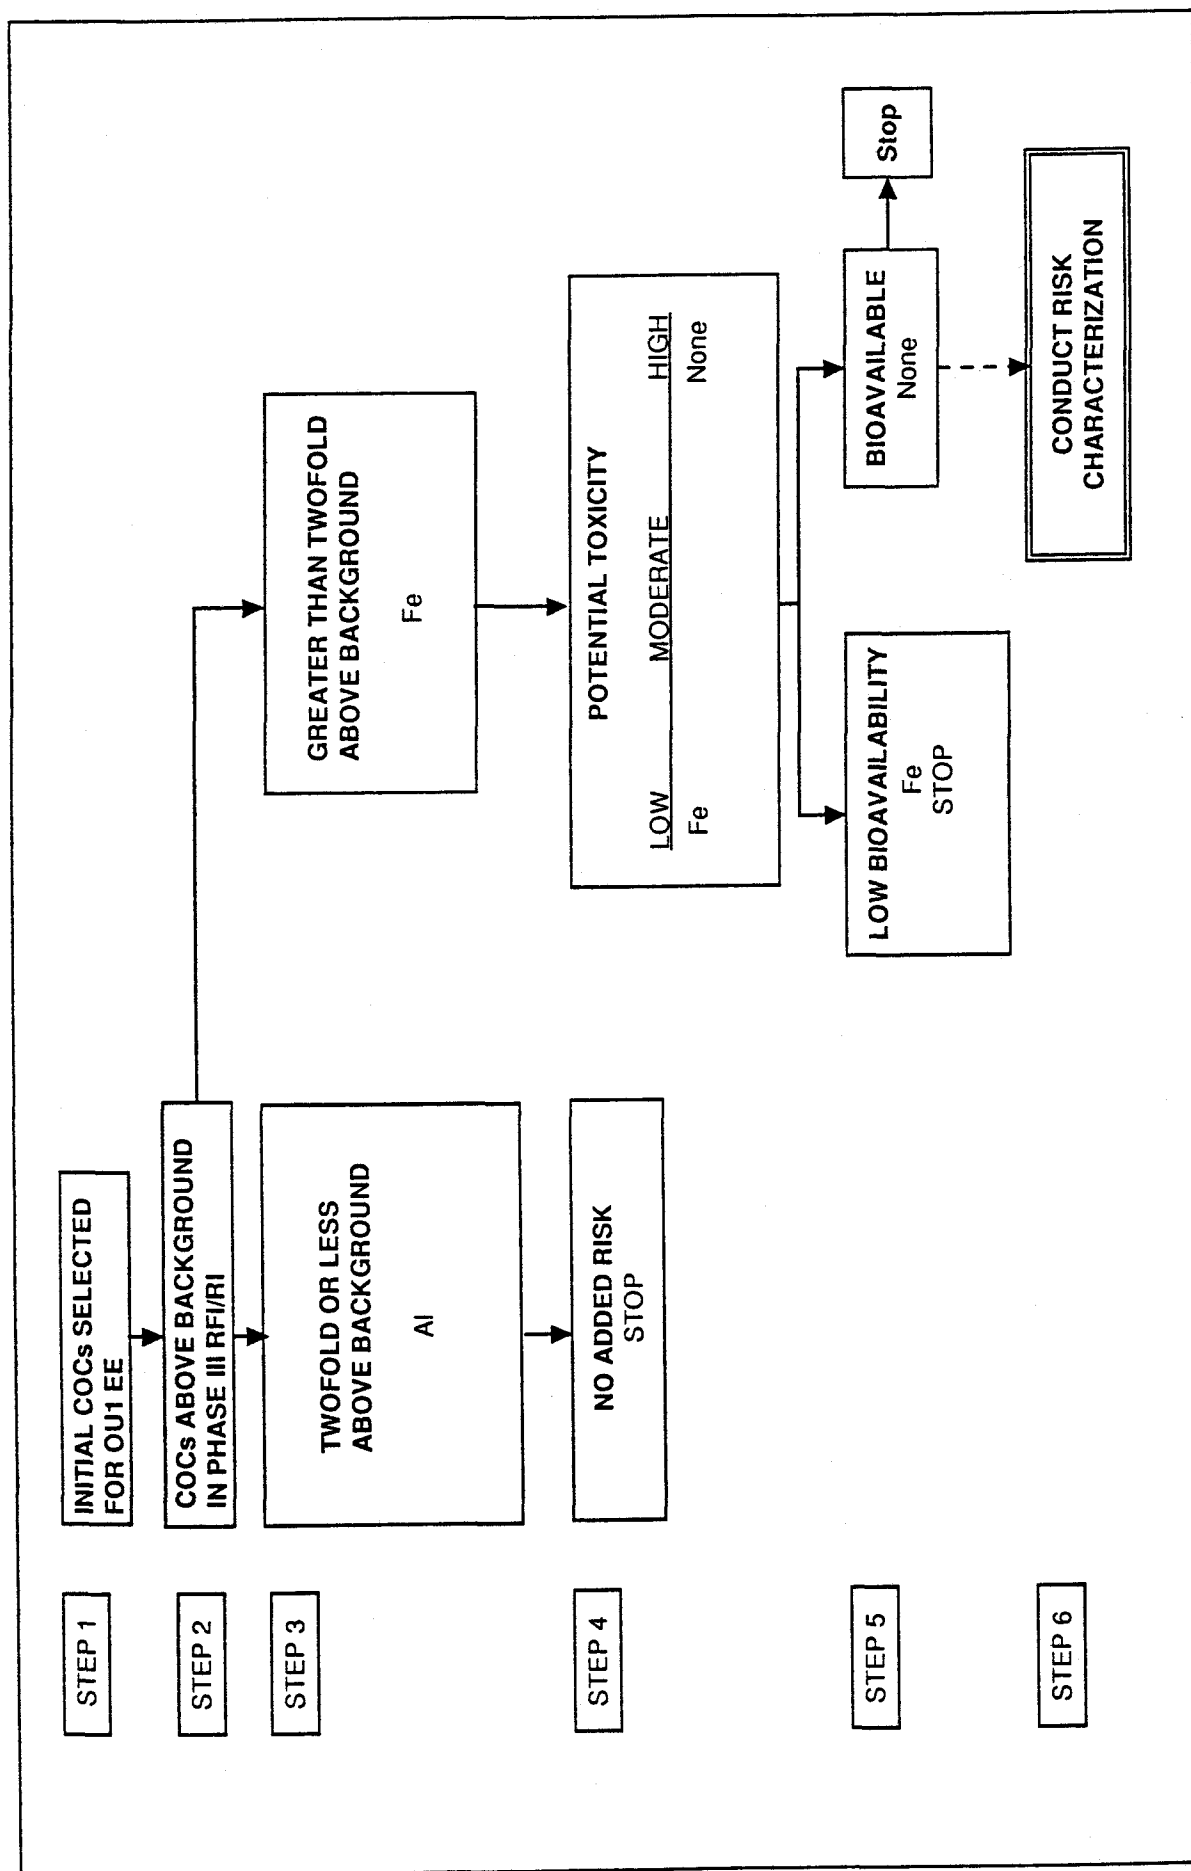 STEP 1
INITIAL COCs SELECTED
FOR OU1 EE
STEP 2
COCs ABOVE BACKGROUND
IN PHASE III RFI/RI
STEP 3
TWOFOLD OR LESS
ABOVE BACKGROUND
Al
GREATER THAN TWOFOLD
ABOVE BACKGROUND
Fe
STEP 4
NO ADDED RISK
STOP
POTENTIAL TOXICITY
LOW MODERATE HIGH
Fe None
STEP 5
LOW BIOAVAILABILITY
Fe
STOP
BIOAVAILABLE
None
Stop
STEP 6
CONDUCT RISK
CHARACTERIZATION